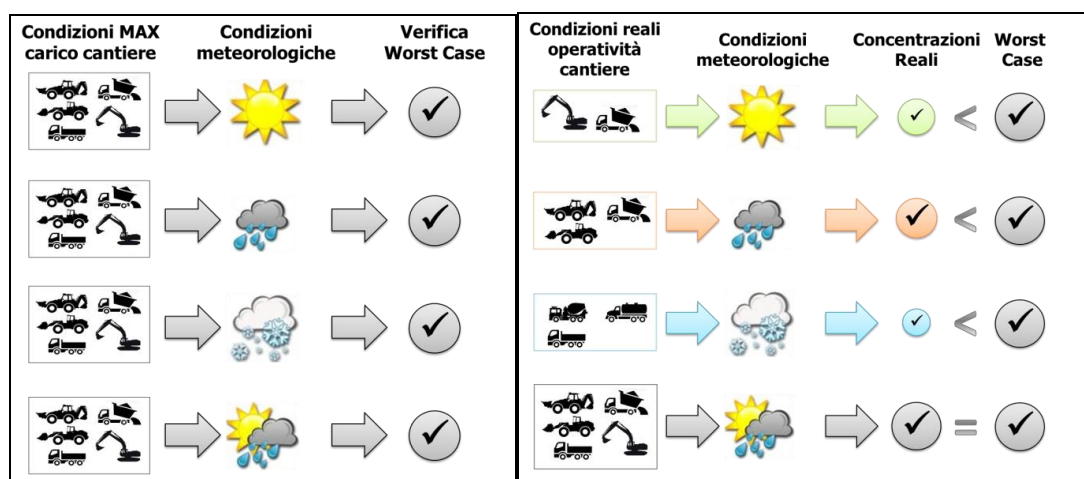 Condizioni MAX
carico cantiere
Condizioni
meteorologiche
Verifica
Worst Case
Condizioni reali
operatività
cantiere
Condizioni
meteorologiche
Concentrazioni
Reali
Worst
Case
<
<
<
=